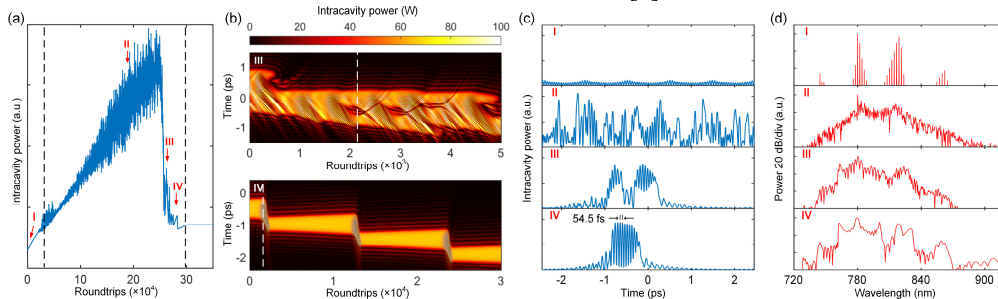 (a)
Intracavity power (a.u.)
I
II
III
IV
0 10 20 30
Roundtrips (×10⁴)
(b)
Intracavity power (W)
0 20 40 60 80 100
III
Time (ps)
1
0
-1
0 1 2 3 4 5
Roundtrips (×10³)
IV
Time (ps)
0
-1
-2
0 1 2 3
Roundtrips (×10⁴)
(c)
Intracavity power (a.u.)
I
II
III
IV
54.5 fs
-2 -1 0 1 2
Time (ps)
(d)
Power 20 dB/div (a.u.)
I
II
III
IV
720 780 840 900
Wavelength (nm)